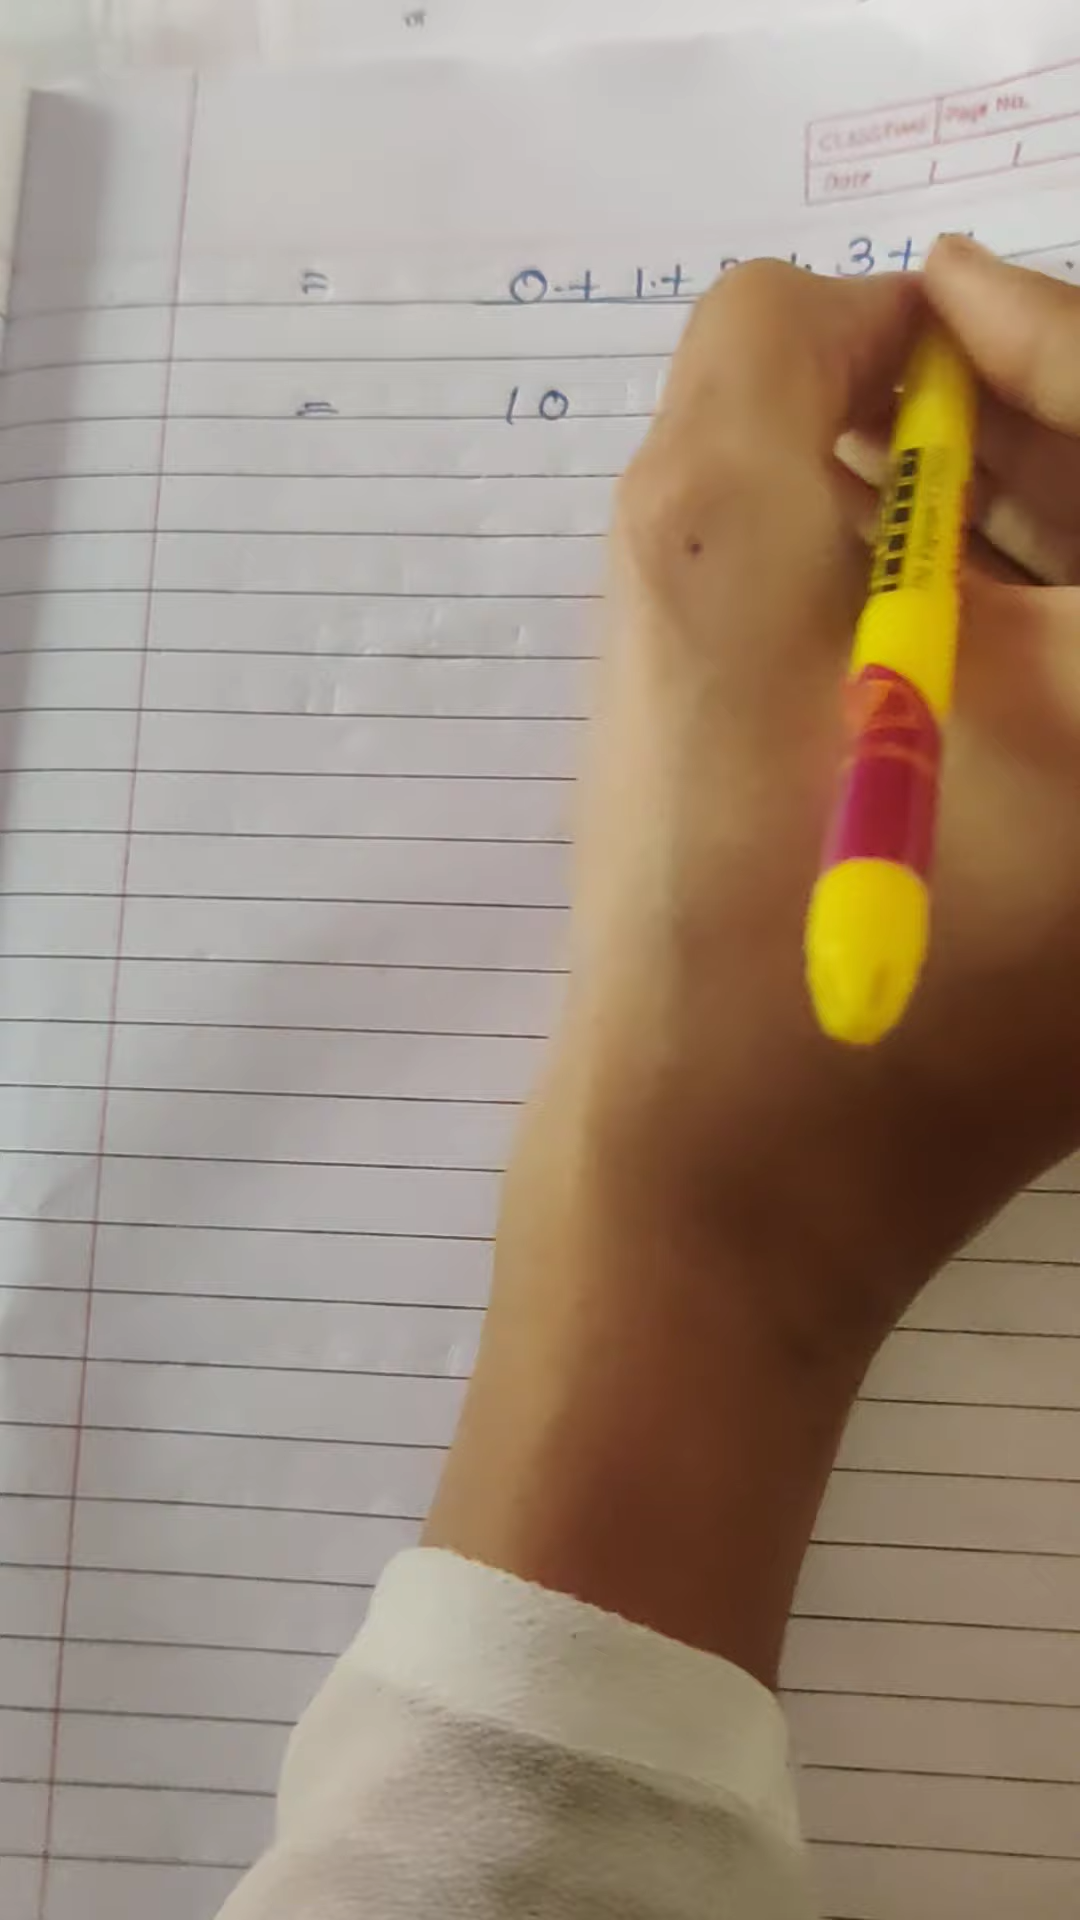 CLASSTIME Page No.
Date / /
= 0 + 1 + 3 +
= 10